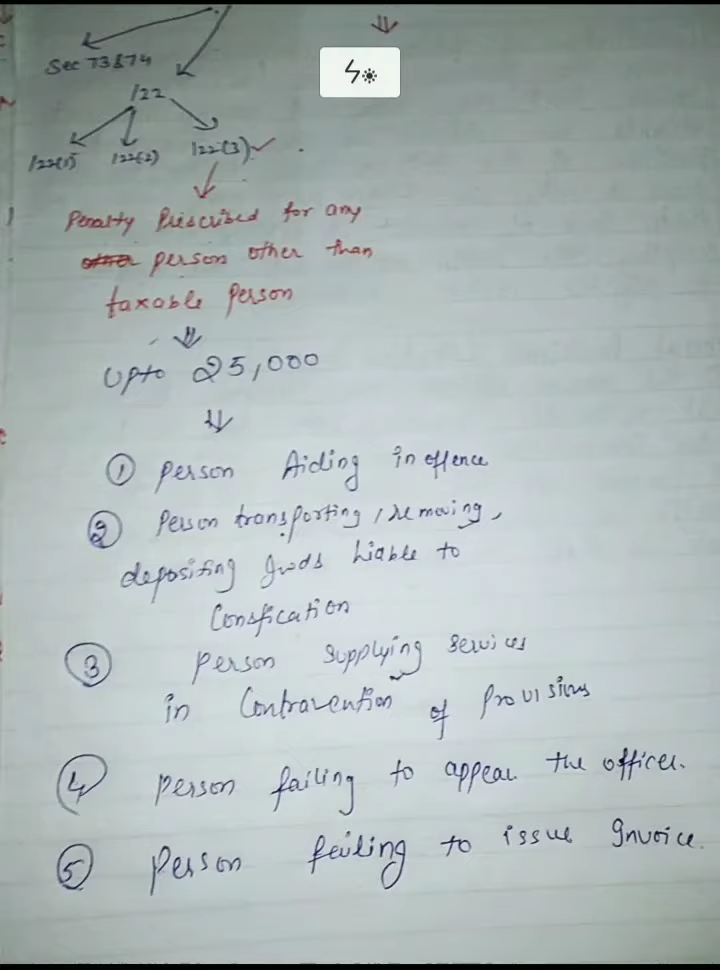 Sec 73&74
122
122(1) 122(2) 122(3)
Penalty Prescribed for any
other person other than
taxable Person
Upto 25,000
① Person Aiding in offence
② Person transporting, removing,
depositing goods liable to
Consfication
③ Person supplying services
in Contravention of Provisions
④ person failing to appear the officer.
⑤ Person failing to issue Invoice.